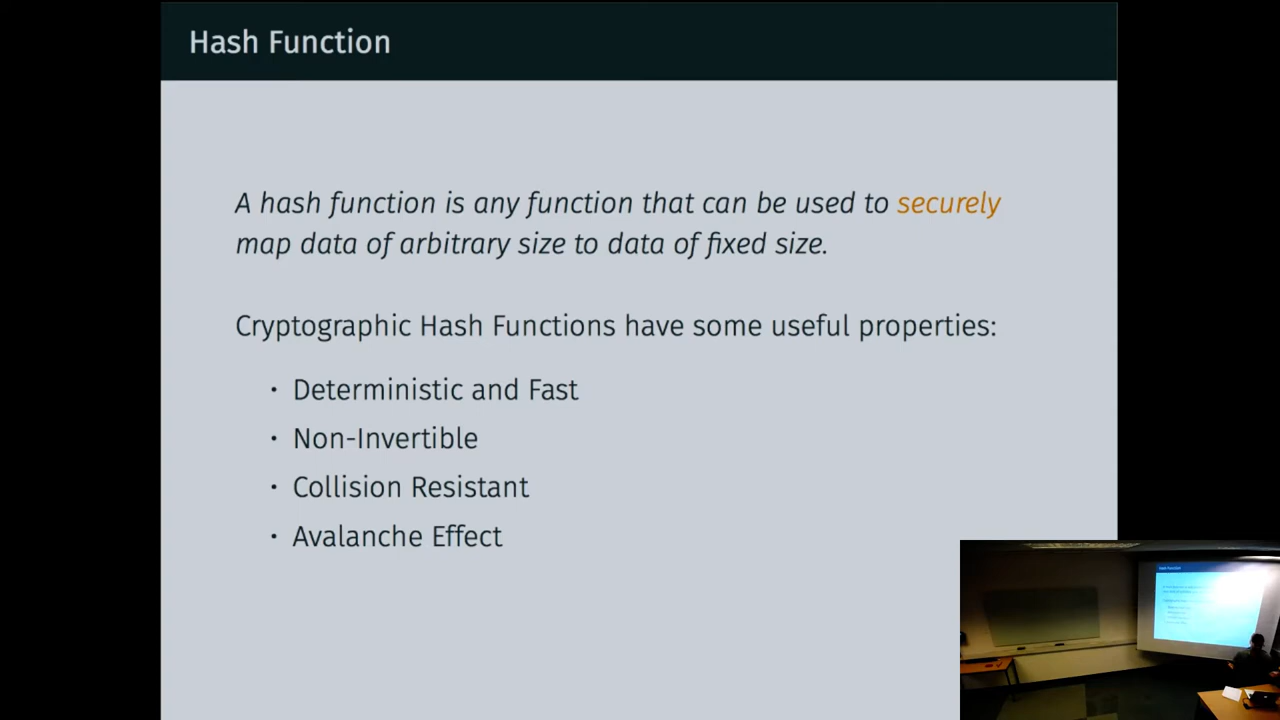 Hash Function
A hash function is any function that can be used to securely
map data of arbitrary size to data of fixed size.
Cryptographic Hash Functions have some useful properties:
· Deterministic and Fast
· Non-Invertible
· Collision Resistant
· Avalanche Effect
Hash Function